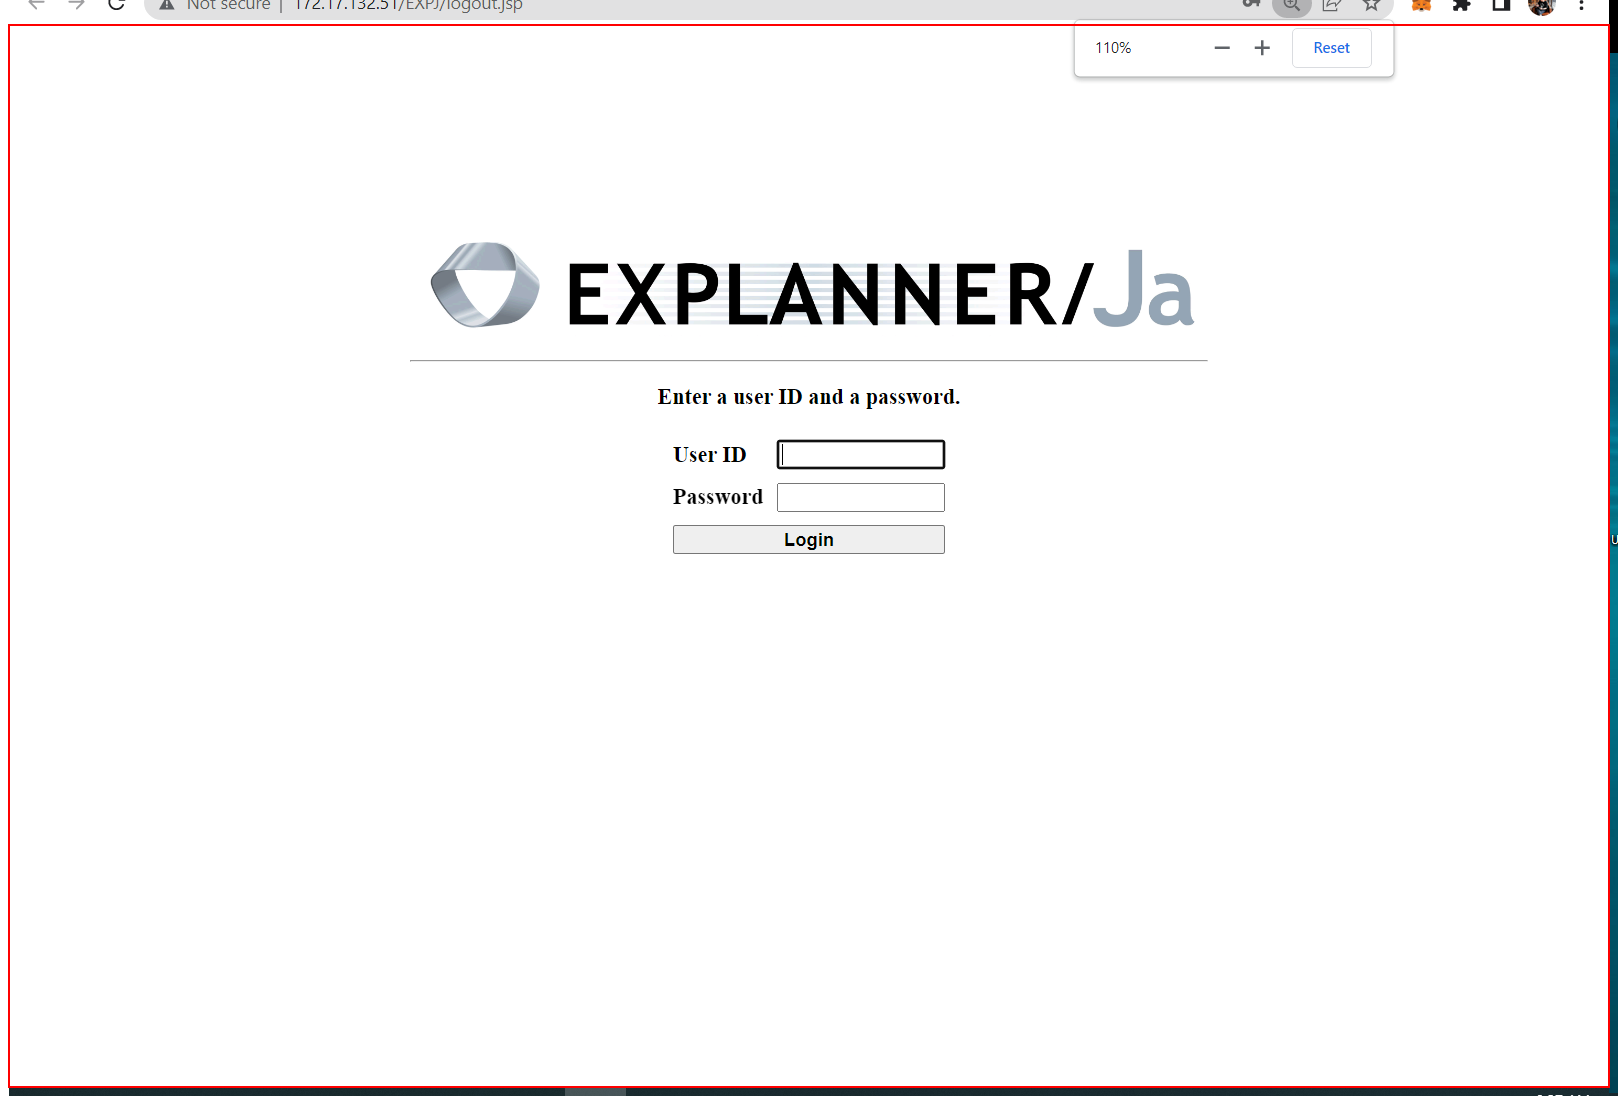 Not secure | 172.17.132.51/EXPJ/logout.jsp
110% Reset
EXPLANNER/Ja
Enter a user ID and a password.
User ID
Password
Login
U